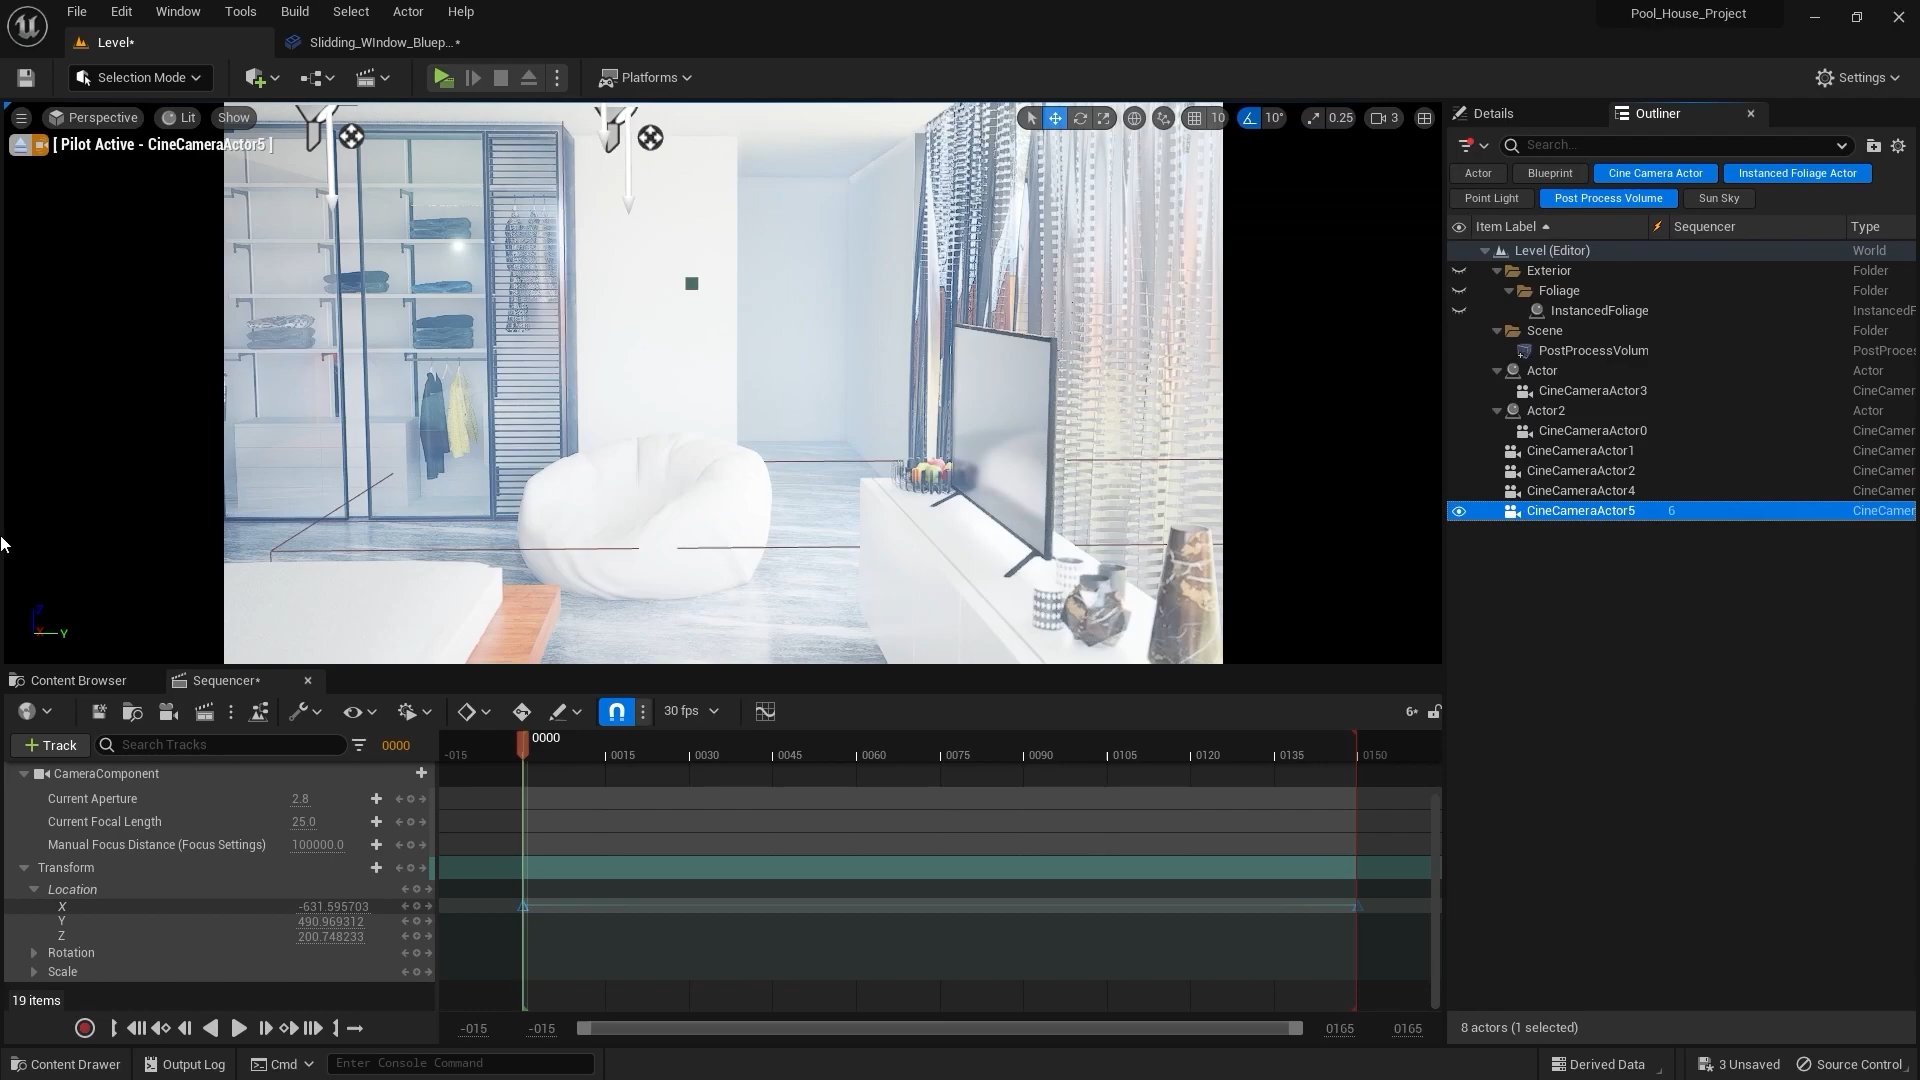 File Edit Window Tools Build Select Actor Help
Pool_House_Project
Level*
Slidding_WIndow_Bluep...*
Selection Mode
Platforms
Settings
Perspective Lit Show
10 10° 0.25 3
[ Pilot Active - CineCameraActor5 ]
Details
Outliner
Search...
Actor Blueprint Cine Camera Actor Instanced Foliage Actor
Point Light Post Process Volume Sun Sky
Item Label Sequencer Type
Level (Editor) World
Exterior Folder
Foliage Folder
InstancedFoliage InstancedF
Scene Folder
PostProcessVolum PostProces
Actor Actor
CineCameraActor3 CineCamer
Actor2 Actor
CineCameraActor0 CineCamer
CineCameraActor1 CineCamer
CineCameraActor2 CineCamer
CineCameraActor4 CineCamer
CineCameraActor5 6 CineCamer
8 actors (1 selected)
Z
X Y
Content Browser
Sequencer*
30 fps
6*
Track
Search Tracks
0000
0000
-015 0015 0030 0045 0060 0075 0090 0105 0120 0135 0150
CameraComponent
Current Aperture 2.8
Current Focal Length 25.0
Manual Focus Distance (Focus Settings) 100000.0
Transform
Location
X -631.595703
Y 490.969312
Z 200.748233
Rotation
Scale
19 items
-015 -015 0165 0165
Content Drawer
Output Log
Cmd
Enter Console Command
Derived Data
3 Unsaved
Source Control